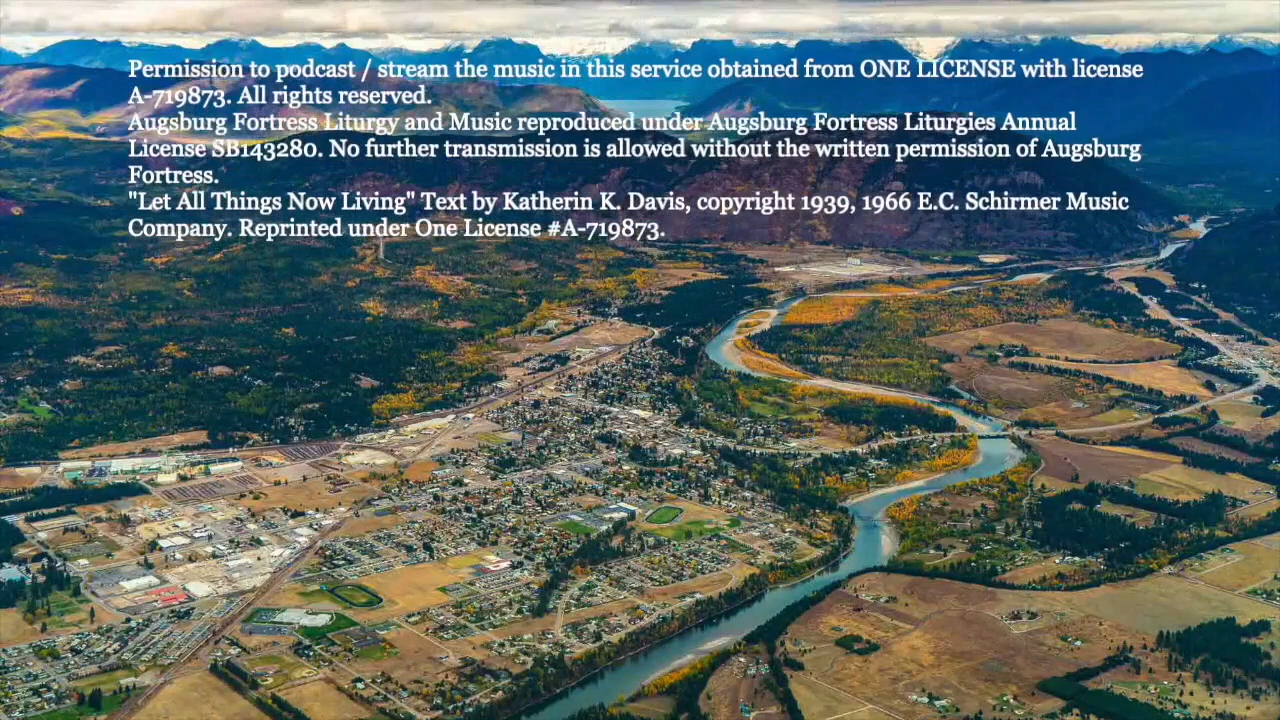 Permission to podcast / stream the music in this service obtained from ONE LICENSE with license
A-719873. All rights reserved.
Augsburg Fortress Liturgy and Music reproduced under Augsburg Fortress Liturgies Annual
License SB143280. No further transmission is allowed without the written permission of Augsburg
Fortress.
"Let All Things Now Living" Text by Katherin K. Davis, copyright 1939, 1966 E.C. Schirmer Music
Company. Reprinted under One License #A-719873.